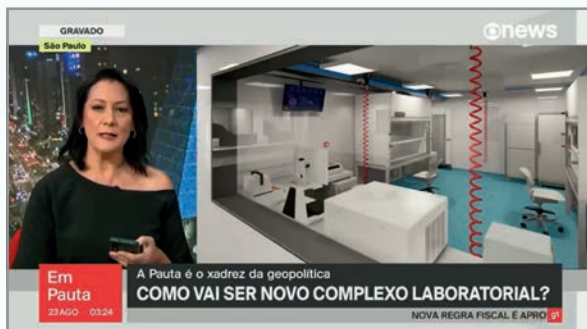 GRAVADO
São Paulo
news
Em Pauta
23AGO 03:24
A Pauta é o xadrez da geopolítica
COMO VAI SER NOVO COMPLEXO LABORATORIAL?
NOVA REGRA FISCAL É APRO
g1